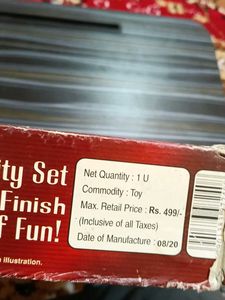 ity Set
Finish
f Fun!
Illustration.
Net Quantity : 1 U
Commodity : Toy
Max. Retail Price : Rs. 499/-
(Inclusive of all Taxes)
Date of Manufacture : 08/20